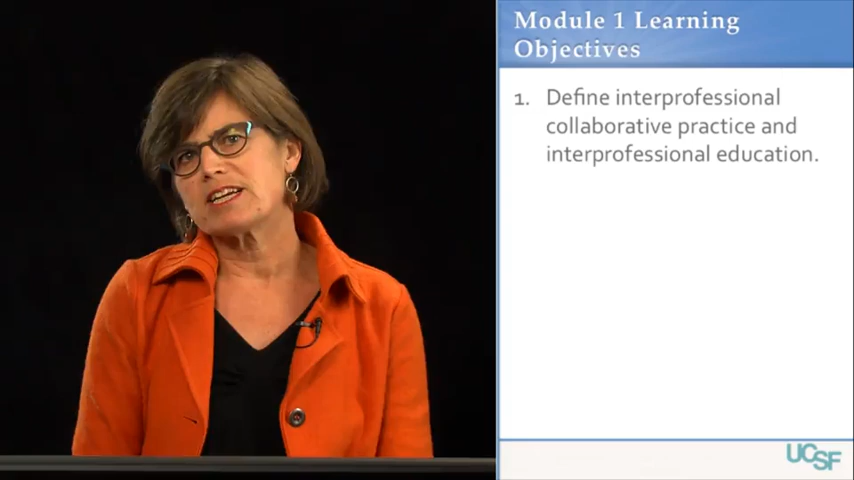 Module 1 Learning
Objectives
1. Define interprofessional
collaborative practice and
interprofessional education.
UCSF